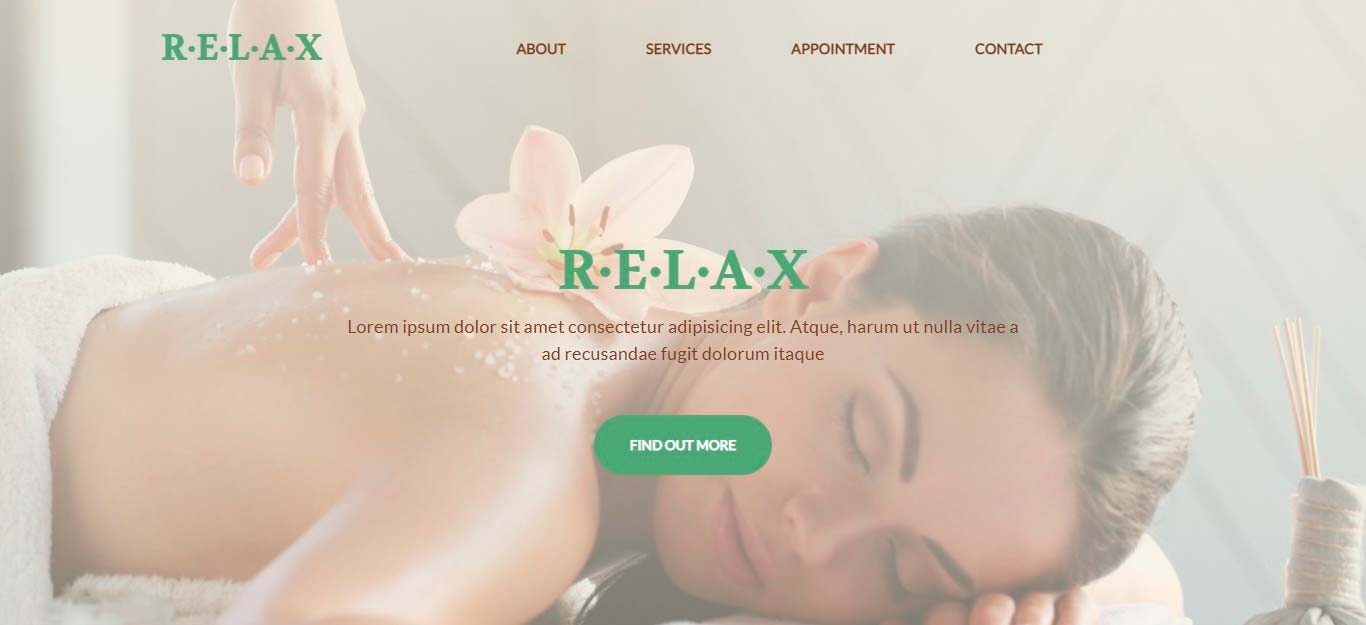 R·E·L·A·X
ABOUT
SERVICES
APPOINTMENT
CONTACT
R·E·L·A·X
Lorem ipsum dolor sit amet consectetur adipisicing elit. Atque, harum ut nulla vitae a
ad recusandae fugit dolorum itaque
FIND OUT MORE